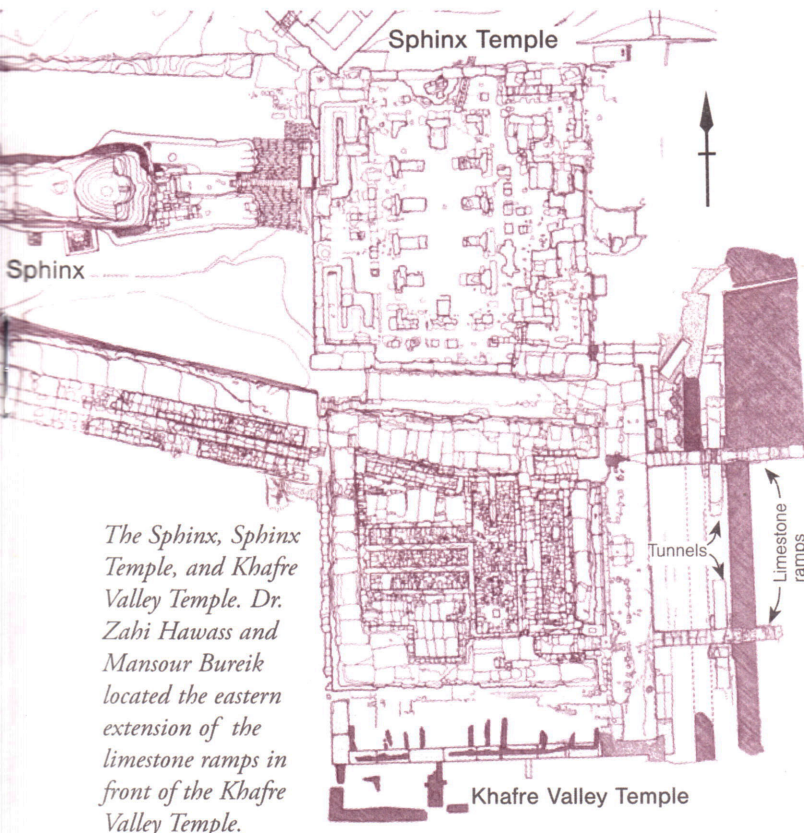 Sphinx Temple
Sphinx
Tunnels
Limestone
ramps
The Sphinx, Sphinx
Temple, and Khafre
Valley Temple. Dr.
Zahi Hawass and
Mansour Bureik
located the eastern
extension of the
limestone ramps in
front of the Khafre
Valley Temple.
Khafre Valley Temple